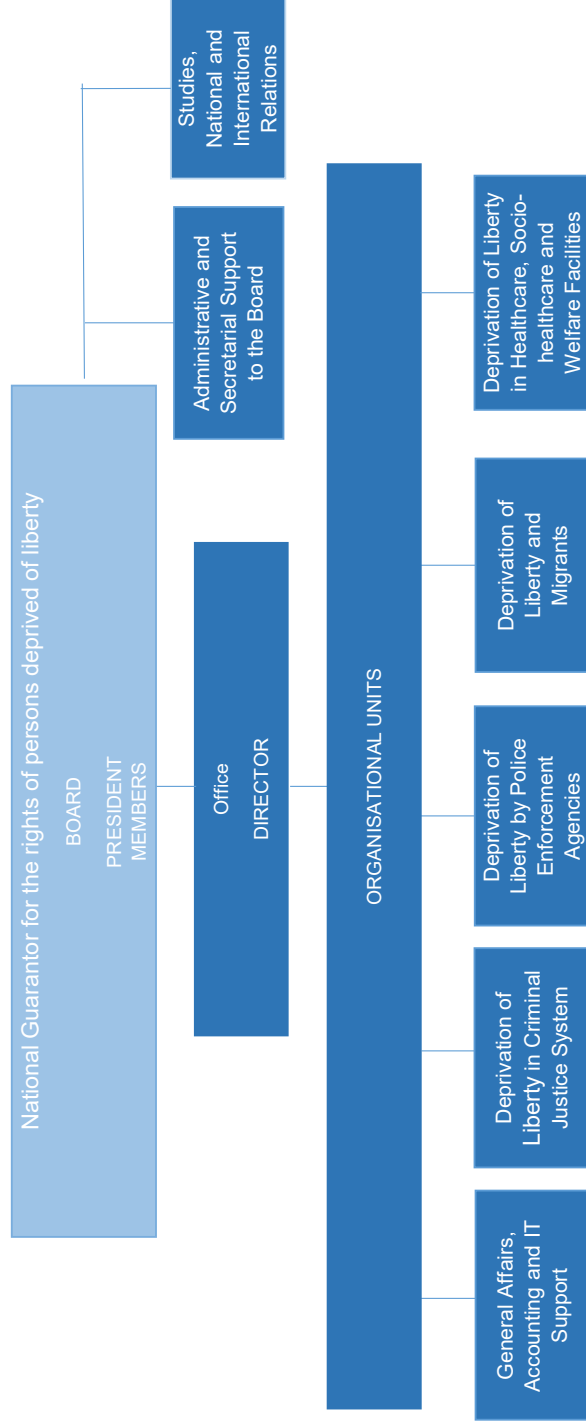 National Guarantor for the rights of persons deprived of liberty
BOARD
PRESIDENT
MEMBERS
Administrative and
Secretarial Support
to the Board
Studies,
National and
International
Relations
Office
DIRECTOR
ORGANISATIONAL UNITS
General Affairs,
Accounting and IT
Support
Deprivation of
Liberty in Criminal
Justice System
Deprivation of
Liberty by Police
Enforcement
Agencies
Deprivation of
Liberty and
Migrants
Deprivation of Liberty
in Healthcare, Socio-
healthcare and
Welfare Facilities